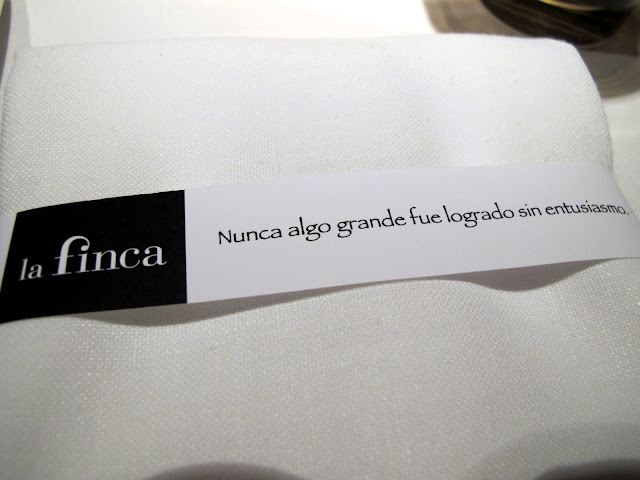 la finca
Nunca algo grande fue logrado sin entusiasmo.